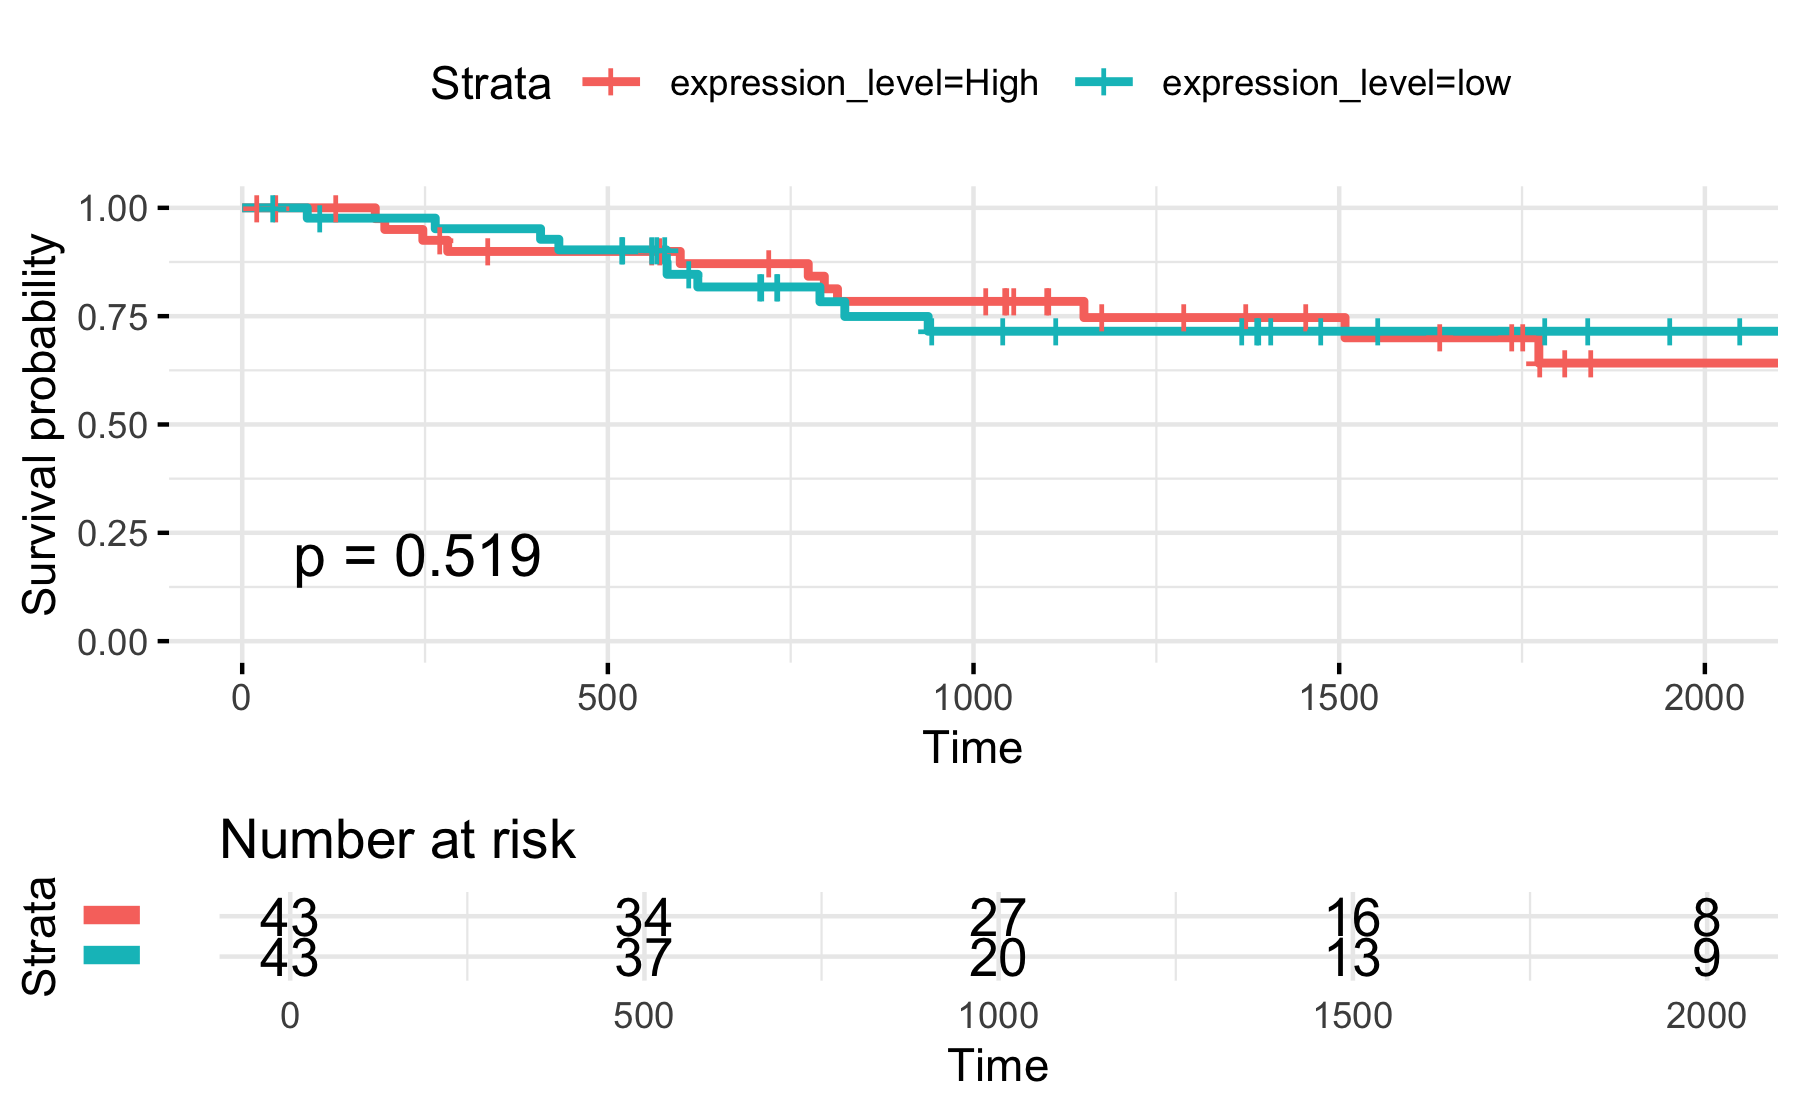 Strata expression_level=High expression_level=low
Survival probability
1.00
0.75
0.50
0.25
0.00
p = 0.519
0 500 1000 1500 2000
Time
Number at risk
Strata
43 34 27 16 8
43 37 20 13 9
0 500 1000 1500 2000
Time